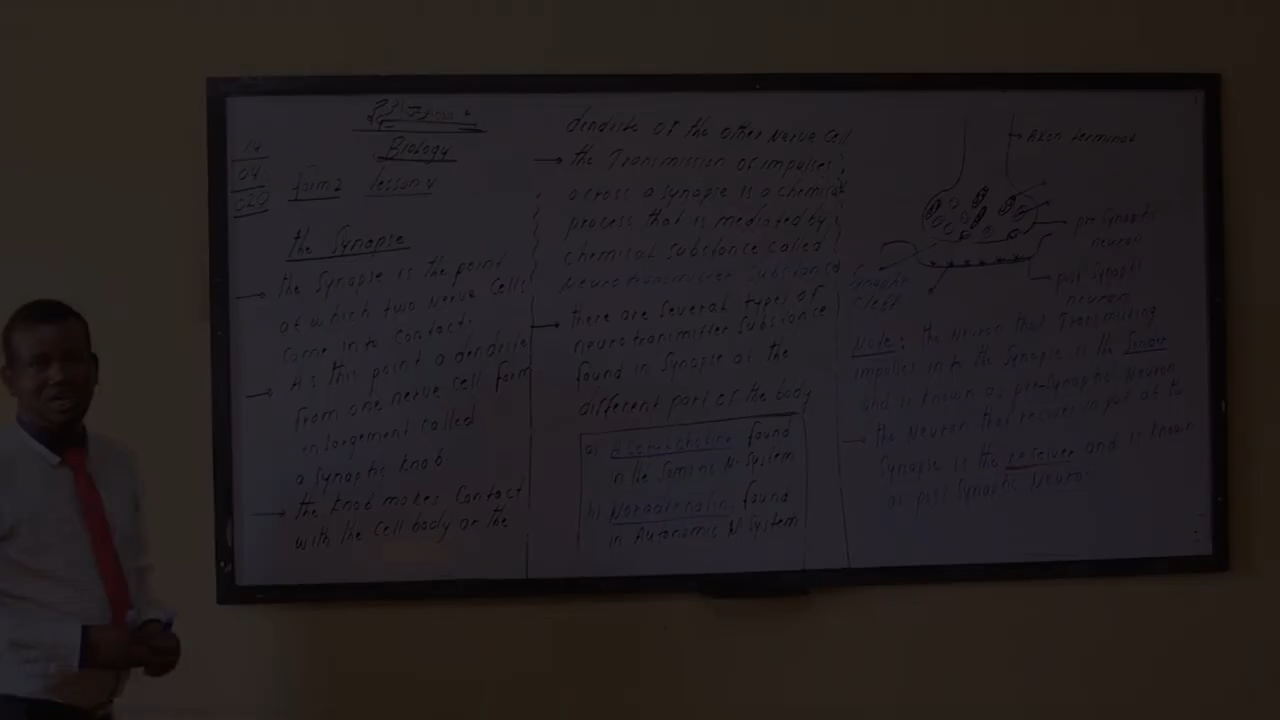 14
04
020
Biology
form 2 lesson V
the Synapse
the Synapse is the point
at which two nerve cells
come in to contact.
At this point a dendrite
from one nerve cell form
enlargement called
a synaptic knob.
the knob makes contact
with the cell body or the
dendrite of the other nerve cell
the Transmission of impulses
across a synapse is a chemical
process that is mediated by
chemical substance called
Neurotransmitter substance
there are several types of
neurotransmitter substance
found in synapse at the
different part of the body
a) Acetylcholine found
in the Somatic N. System
b) Noradrenalin, found
in Autonomic N. System
Axon terminal
pre synaptic
neuron
post synaptic
neuron
Synaptic
cleft
Note: the neuron that Transmitting
impulses in to the synapse is the Sender
and is known as pre-synaptic neuron
the neuron that receives
Synapse is the receiver and is known
as post synaptic neuro